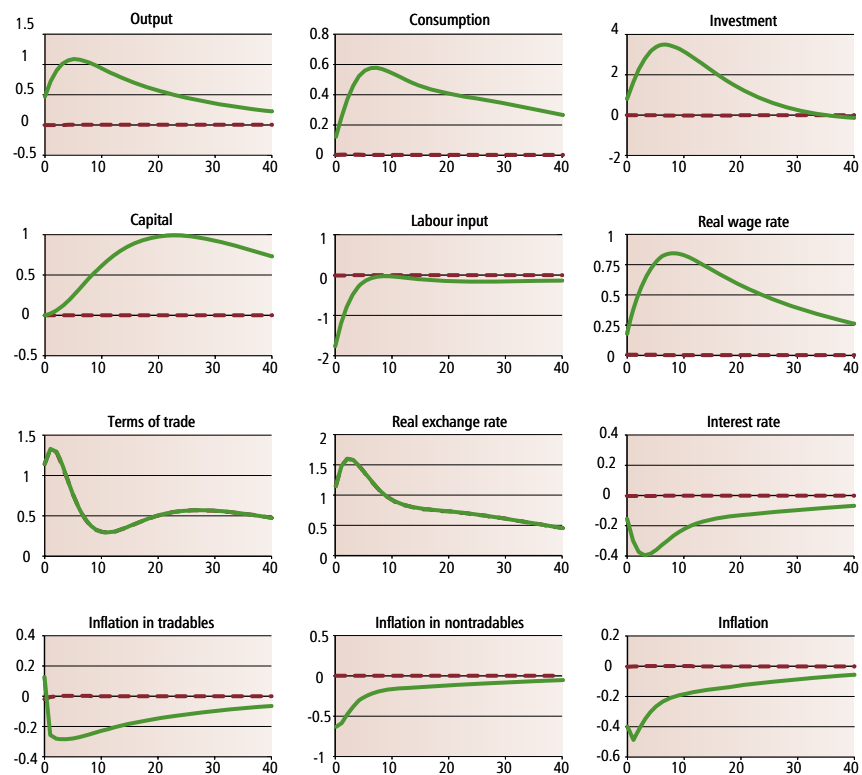 Output
1.5
1
0.5
0
-0.5
0 10 20 30 40
Consumption
0.8
0.6
0.4
0.2
0
0 10 20 30 40
Investment
4
2
0
-2
0 10 20 30 40
Capital
1
0.5
0
-0.5
0 10 20 30 40
Labour input
1
0
-1
-2
0 10 20 30 40
Real wage rate
1
0.75
0.5
0.25
0
0 10 20 30 40
Terms of trade
1.5
1
0.5
0
0 10 20 30 40
Real exchange rate
2
1.5
1
0.5
0
0 10 20 30 40
Interest rate
0.4
0.2
0
-0.2
-0.4
0 10 20 30 40
Inflation in tradables
0.4
0.2
0
-0.2
-0.4
0 10 20 30 40
Inflation in nontradables
0.5
0
-0.5
-1
0 10 20 30 40
Inflation
0.2
0
-0.2
-0.4
-0.6
0 10 20 30 40